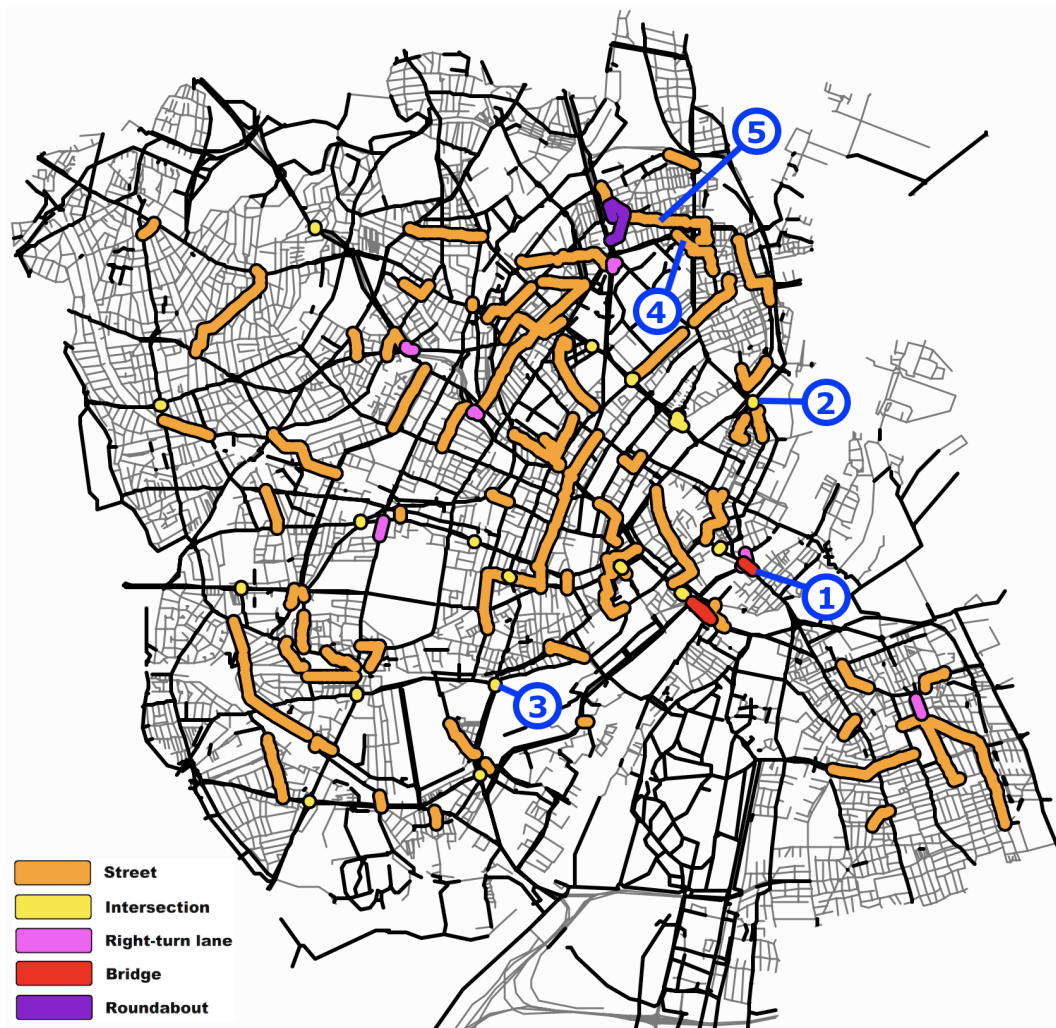 5
4
2
1
3
Street
Intersection
Right-turn lane
Bridge
Roundabout